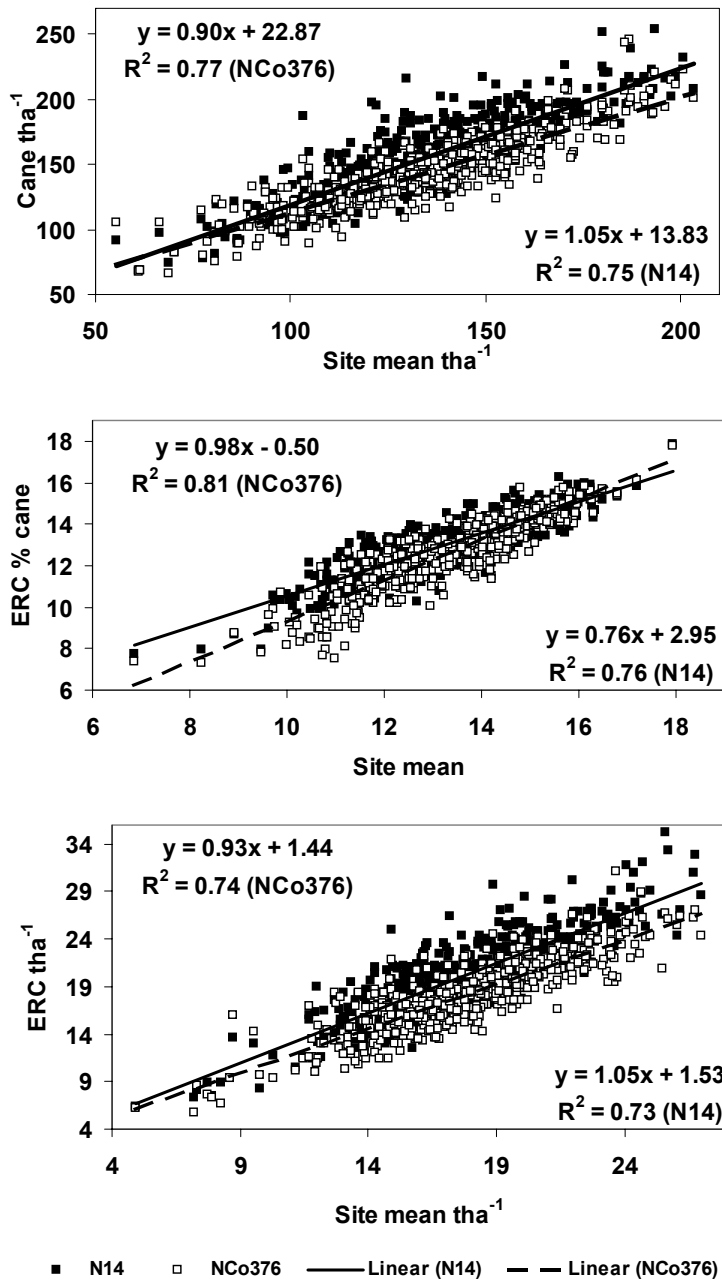 y = 0.90x + 22.87
R² = 0.77 (NCo376)
250
200
150
100
50
Cane tha⁻¹
y = 1.05x + 13.83
R² = 0.75 (N14)
50 100 150 200
Site mean tha⁻¹
y = 0.98x - 0.50
R² = 0.81 (NCo376)
18
16
14
12
10
8
6
ERC % cane
y = 0.76x + 2.95
R² = 0.76 (N14)
6 8 10 12 14 16 18
Site mean
y = 0.93x + 1.44
R² = 0.74 (NCo376)
34
29
24
19
14
9
4
ERC tha⁻¹
y = 1.05x + 1.53
R² = 0.73 (N14)
4 9 14 19 24
Site mean tha⁻¹
N14 NCo376 Linear (N14) Linear (NCo376)